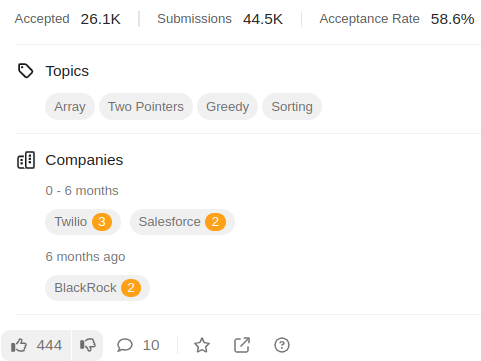 Accepted 26.1K Submissions 44.5K Acceptance Rate 58.6%
Topics
Array Two Pointers Greedy Sorting
Companies
0 - 6 months
Twilio 3 Salesforce 2
6 months ago
BlackRock 2
444 10